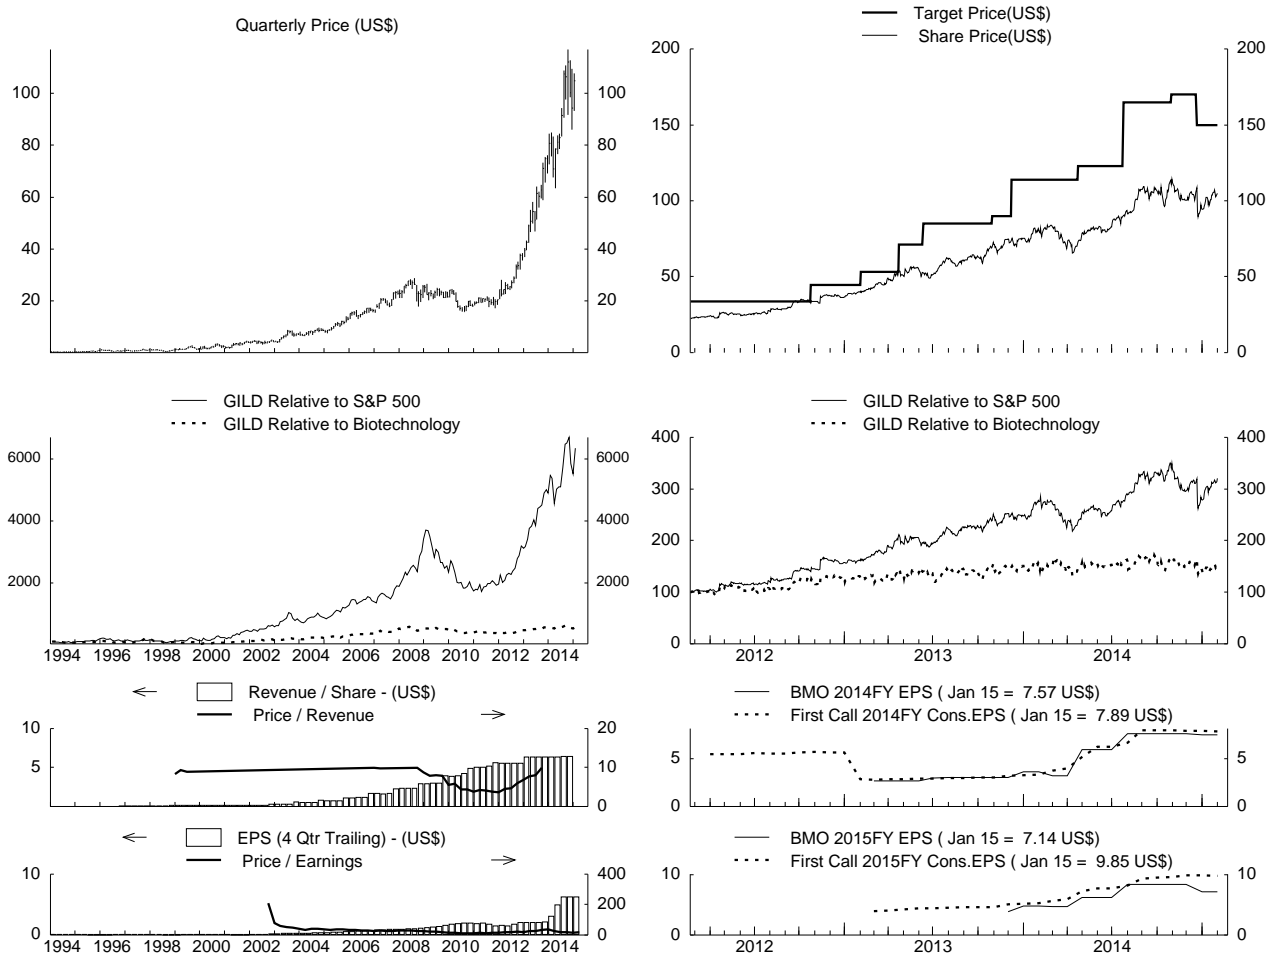 Quarterly Price (US$)
100 100
80 80
60 60
40 40
20 20
Target Price(US$)
Share Price(US$)
200 200
150 150
100 100
50 50
0 0
GILD Relative to S&P 500
GILD Relative to Biotechnology
6000 6000
4000 4000
2000 2000
1994 1996 1998 2000 2002 2004 2006 2008 2010 2012 2014
GILD Relative to S&P 500
GILD Relative to Biotechnology
400 400
300 300
200 200
100 100
0 0
2012 2013 2014
Revenue / Share - (US$)
Price / Revenue
10 20
5 10
0 0
BMO 2014FY EPS ( Jan 15 = 7.57 US$)
First Call 2014FY Cons.EPS ( Jan 15 = 7.89 US$)
5 5
0 0
EPS (4 Qtr Trailing) - (US$)
Price / Earnings
10 400
200
0 0
1994 1996 1998 2000 2002 2004 2006 2008 2010 2012 2014
BMO 2015FY EPS ( Jan 15 = 7.14 US$)
First Call 2015FY Cons.EPS ( Jan 15 = 9.85 US$)
10 10
0 0
2012 2013 2014